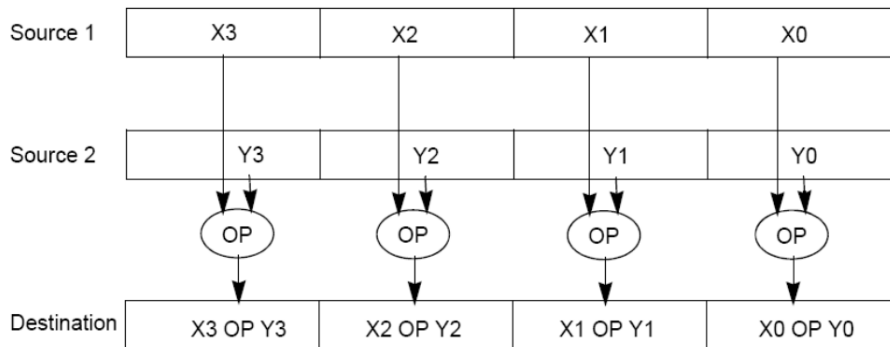 Source 1 X3 X2 X1 X0
Source 2 Y3 Y2 Y1 Y0
OP OP OP OP
Destination X3 OP Y3 X2 OP Y2 X1 OP Y1 X0 OP Y0